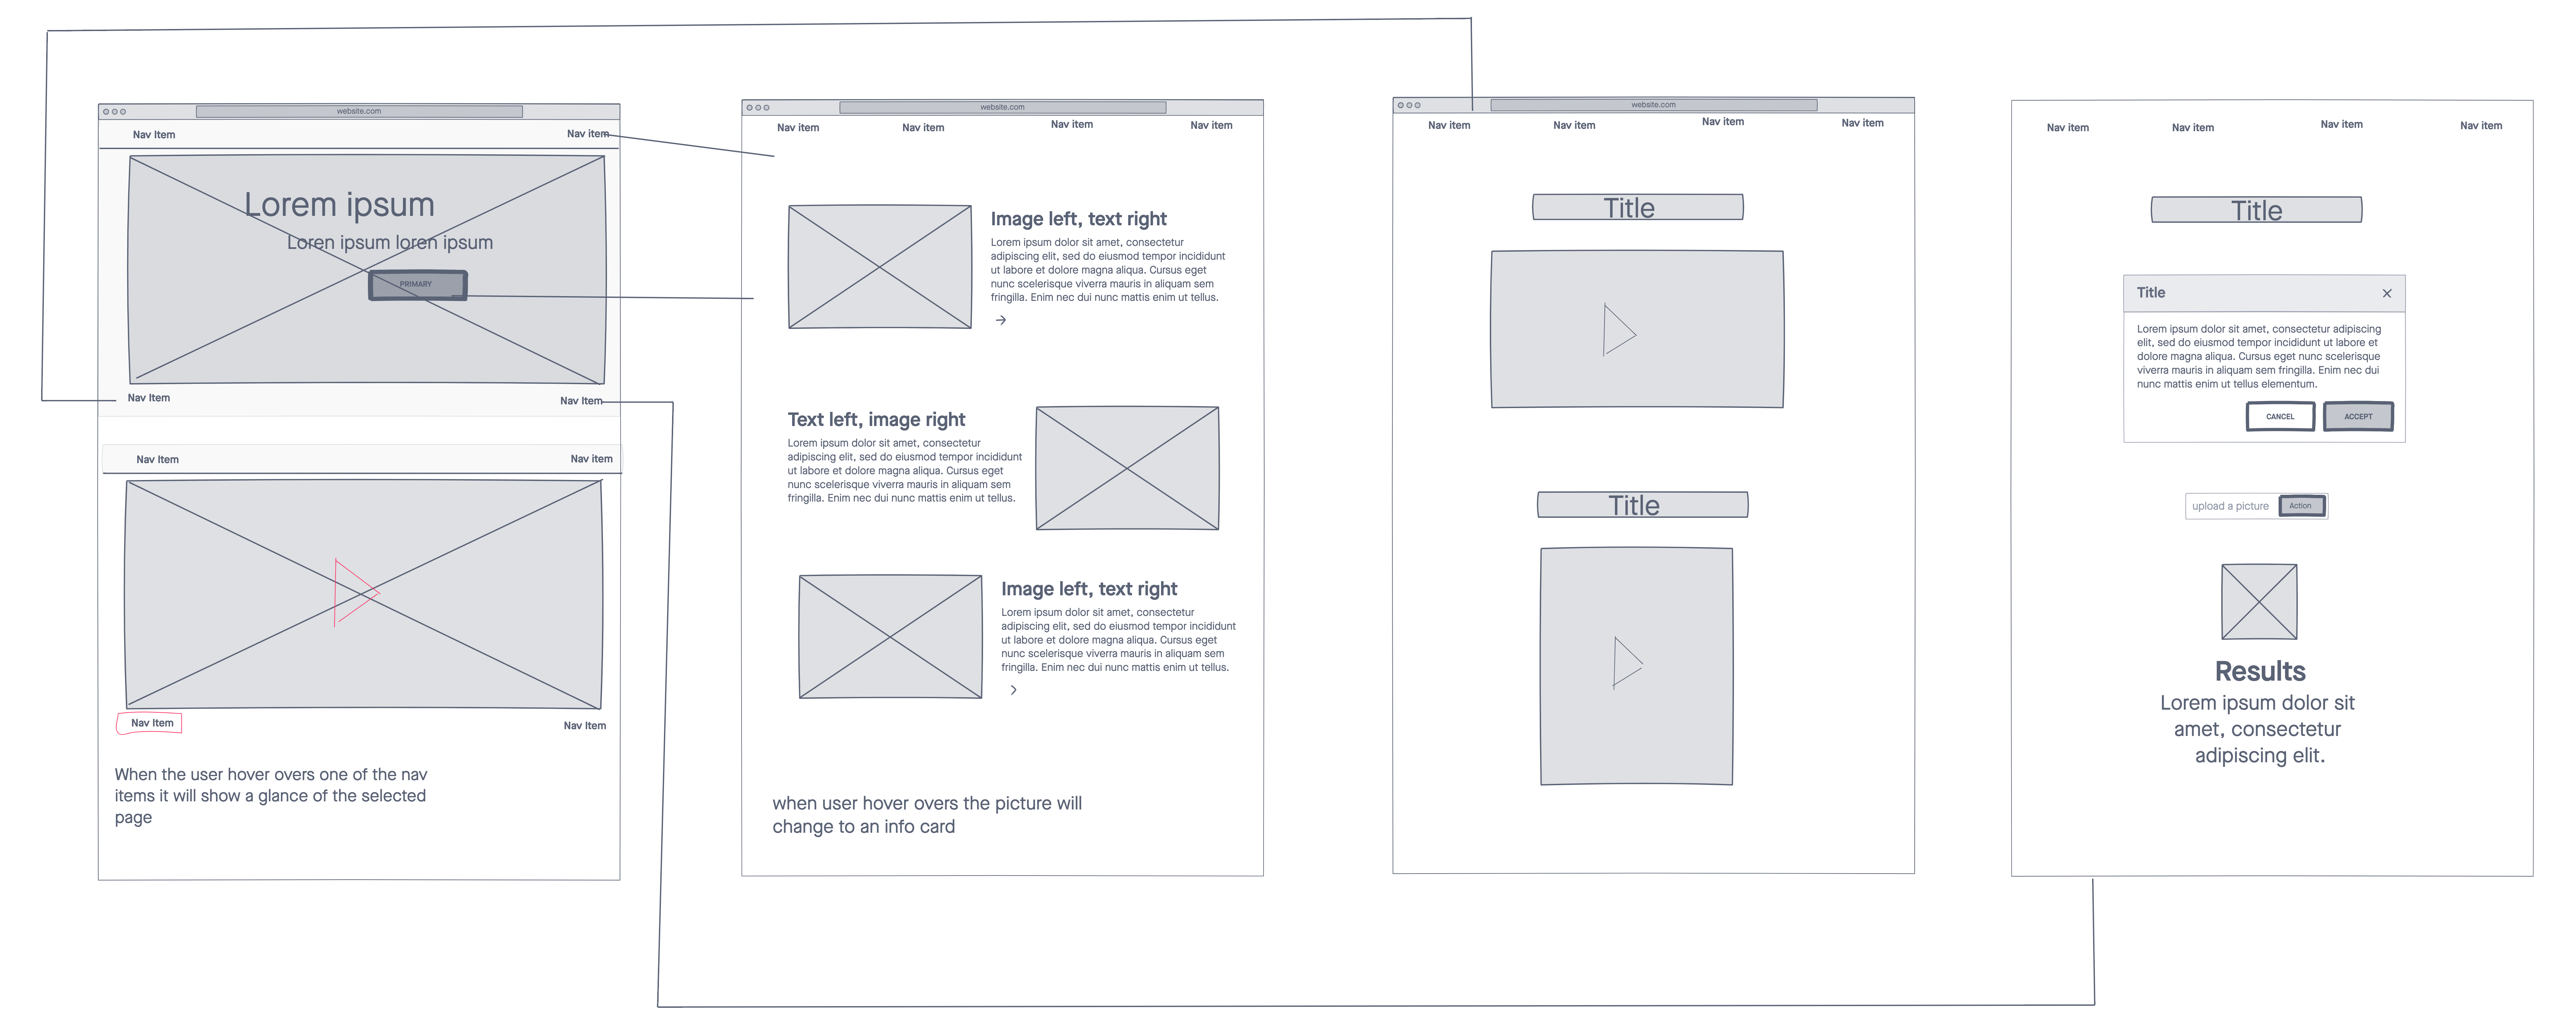 website.com
Nav Item
Nav item
Lorem ipsum
Loren ipsum loren ipsum
PRIMARY
Nav Item
Nav Item
Nav Item
Nav item
Nav Item
Nav Item
When the user hover overs one of the nav
items it will show a glance of the selected
page
website.com
Nav item
Nav item
Nav item
Nav item
Image left, text right
Lorem ipsum dolor sit amet, consectetur
adipiscing elit, sed do eiusmod tempor incididunt
ut labore et dolore magna aliqua. Cursus eget
nunc scelerisque viverra mauris in aliquam sem
fringilla. Enim nec dui nunc mattis enim ut tellus.
Text left, image right
Lorem ipsum dolor sit amet, consectetur
adipiscing elit, sed do eiusmod tempor incididunt
ut labore et dolore magna aliqua. Cursus eget
nunc scelerisque viverra mauris in aliquam sem
fringilla. Enim nec dui nunc mattis enim ut tellus.
Image left, text right
Lorem ipsum dolor sit amet, consectetur
adipiscing elit, sed do eiusmod tempor incididunt
ut labore et dolore magna aliqua. Cursus eget
nunc scelerisque viverra mauris in aliquam sem
fringilla. Enim nec dui nunc mattis enim ut tellus.
when user hover overs the picture will
change to an info card
website.com
Nav item
Nav item
Nav item
Nav item
Title
Title
Nav item
Nav item
Nav item
Nav item
Title
Title
Lorem ipsum dolor sit amet, consectetur adipiscing
elit, sed do eiusmod tempor incididunt ut labore et
dolore magna aliqua. Cursus eget nunc scelerisque
viverra mauris in aliquam sem fringilla. Enim nec dui
nunc mattis enim ut tellus elementum.
CANCEL
ACCEPT
upload a picture
Action
Results
Lorem ipsum dolor sit
amet, consectetur
adipiscing elit.